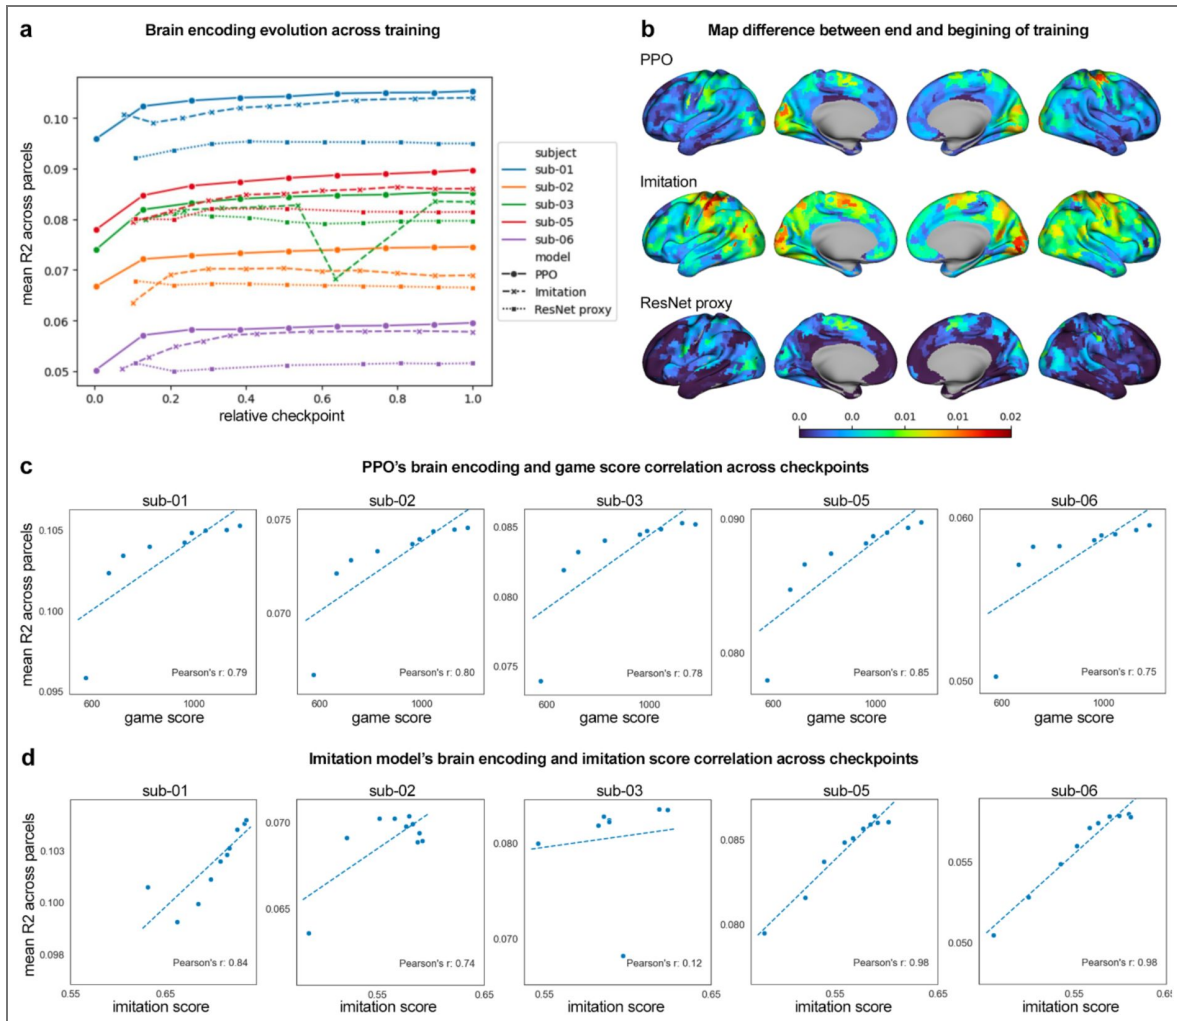 a
Brain encoding evolution across training
mean R2 across parcels
0.10
0.09
0.08
0.07
0.06
0.05
0.0 0.2 0.4 0.6 0.8 1.0
relative checkpoint
subject
sub-01
sub-02
sub-03
sub-05
sub-06
model
PPO
Imitation
ResNet proxy
b
Map difference between end and begining of training
PPO
Imitation
ResNet proxy
0.0 0.0 0.01 0.01 0.02
c
PPO's brain encoding and game score correlation across checkpoints
mean R2 across parcels
sub-01
0.105
0.100
0.095
Pearson's r: 0.79
600 1000
game score
sub-02
0.075
0.070
Pearson's r: 0.80
600 1000
game score
sub-03
0.085
0.080
0.075
Pearson's r: 0.78
600 1000
game score
sub-05
0.090
0.080
Pearson's r: 0.85
600 1000
game score
sub-06
0.060
0.050
Pearson's r: 0.75
600 1000
game score
d
Imitation model's brain encoding and imitation score correlation across checkpoints
mean R2 across parcels
sub-01
0.103
0.100
0.098
Pearson's r: 0.84
0.55 0.65
imitation score
sub-02
0.070
0.065
Pearson's r: 0.74
0.55 0.65
imitation score
sub-03
0.080
0.070
Pearson's r: 0.12
0.55 0.65
imitation score
sub-05
0.085
0.080
Pearson's r: 0.98
0.55 0.65
imitation score
sub-06
0.055
0.050
Pearson's r: 0.98
0.55 0.65
imitation score